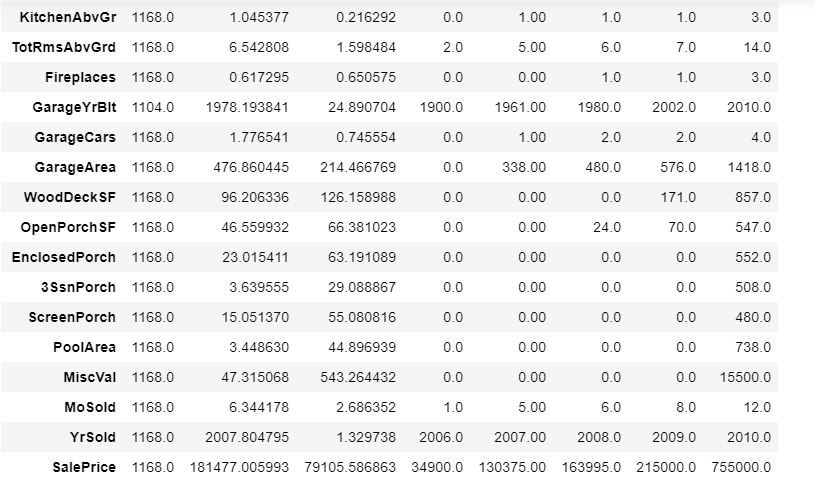 KitchenAbvGr 1168.0 1.045377 0.216292 0.0 1.00 1.0 1.0 3.0
TotRmsAbvGrd 1168.0 6.542808 1.598484 2.0 5.00 6.0 7.0 14.0
Fireplaces 1168.0 0.617295 0.650575 0.0 0.00 1.0 1.0 3.0
GarageYrBlt 1104.0 1978.193841 24.890704 1900.0 1961.00 1980.0 2002.0 2010.0
GarageCars 1168.0 1.776541 0.745554 0.0 1.00 2.0 2.0 4.0
GarageArea 1168.0 476.860445 214.466769 0.0 338.00 480.0 576.0 1418.0
WoodDeckSF 1168.0 96.206336 126.158988 0.0 0.00 0.0 171.0 857.0
OpenPorchSF 1168.0 46.559932 66.381023 0.0 0.00 24.0 70.0 547.0
EnclosedPorch 1168.0 23.015411 63.191089 0.0 0.00 0.0 0.0 552.0
3SsnPorch 1168.0 3.639555 29.088867 0.0 0.00 0.0 0.0 508.0
ScreenPorch 1168.0 15.051370 55.080816 0.0 0.00 0.0 0.0 480.0
PoolArea 1168.0 3.448630 44.896939 0.0 0.00 0.0 0.0 738.0
MiscVal 1168.0 47.315068 543.264432 0.0 0.00 0.0 0.0 15500.0
MoSold 1168.0 6.344178 2.686352 1.0 5.00 6.0 8.0 12.0
YrSold 1168.0 2007.804795 1.329738 2006.0 2007.00 2008.0 2009.0 2010.0
SalePrice 1168.0 181477.005993 79105.586863 34900.0 130375.00 163995.0 215000.0 755000.0